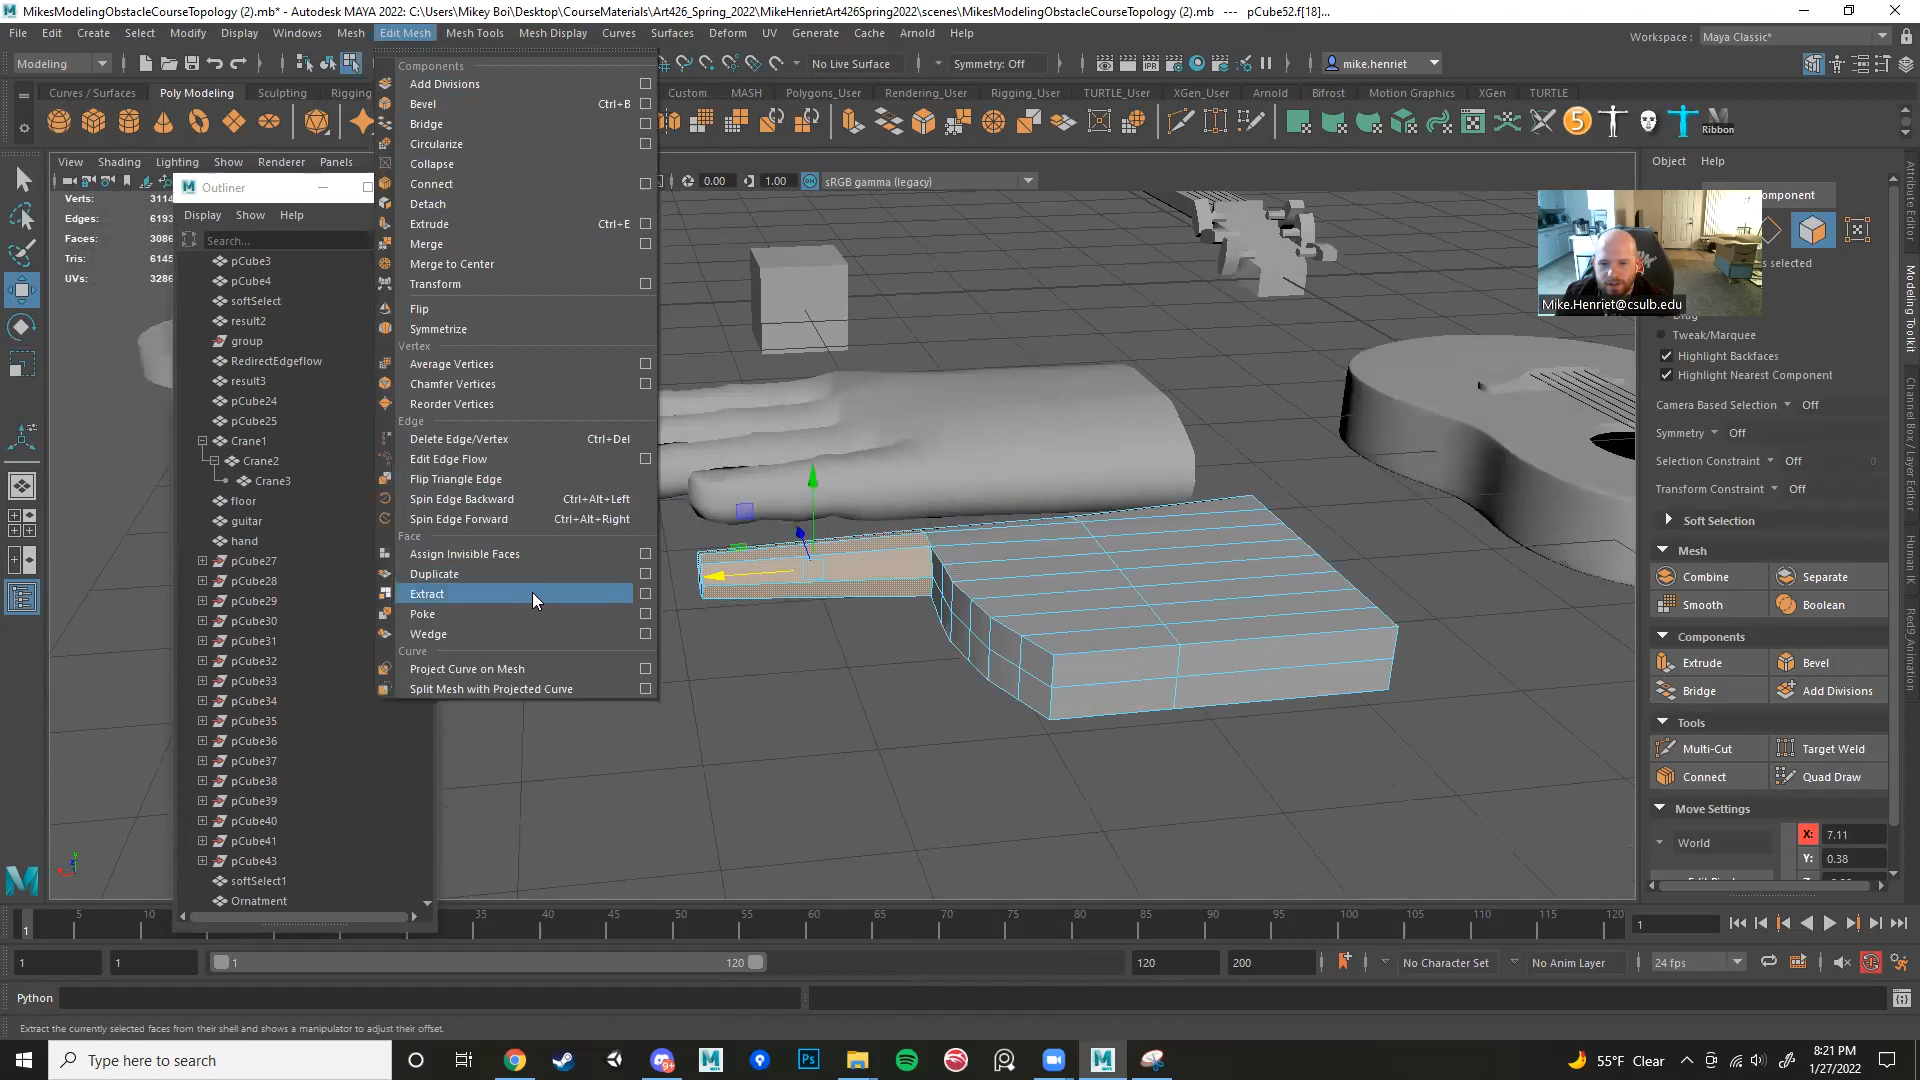 MikesModelingObstacleCourseTopology (2).mb* - Autodesk MAYA 2022: C:\Users\Mikey Boi\Desktop\CourseMaterials\Art426_Spring_2022\MikeHenrietArt426Spring2022\scenes\MikesModelingObstacleCourseTopology (2).mb --- pCube52.f[18]...
File Edit Create Select Modify Display Windows Mesh Edit Mesh Mesh Tools Mesh Display Curves Surfaces Deform UV Generate Cache Arnold Help
Workspace : Maya Classic*
Modeling No Live Surface Symmetry: Off mike.henriet
Curves / Surfaces Poly Modeling Sculpting Rigging Custom MASH Polygons_User Rendering_User Rigging_User TURTLE_User XGen_User Arnold Bifrost Motion Graphics XGen TURTLE
Ribbon
View Shading Lighting Show Renderer Panels
0.00 1.00 sRGB gamma (legacy)
Verts: 3114
Edges: 6193
Faces: 3086
Tris: 6145
UVs: 3286
Outliner
Display Show Help
Search...
pCube3
pCube4
softSelect
result2
group
RedirectEdgeflow
result3
pCube24
pCube25
Crane1
Crane2
Crane3
floor
guitar
hand
pCube27
pCube28
pCube29
pCube30
pCube31
pCube32
pCube33
pCube34
pCube35
pCube36
pCube37
pCube38
pCube39
pCube40
pCube41
pCube43
softSelect1
Ornatment
Components
Add Divisions
Bevel Ctrl+B
Bridge
Circularize
Collapse
Connect
Detach
Extrude Ctrl+E
Merge
Merge to Center
Transform
Flip
Symmetrize
Vertex
Average Vertices
Chamfer Vertices
Reorder Vertices
Edge
Delete Edge/Vertex Ctrl+Del
Edit Edge Flow
Flip Triangle Edge
Spin Edge Backward Ctrl+Alt+Left
Spin Edge Forward Ctrl+Alt+Right
Face
Assign Invisible Faces
Duplicate
Extract
Poke
Wedge
Curve
Project Curve on Mesh
Split Mesh with Projected Curve
Mike.Henriet@csulb.edu
Object Help
omponent
s selected
Drag
Tweak/Marquee
Highlight Backfaces
Highlight Nearest Component
Camera Based Selection Off
Symmetry Off
Selection Constraint Off 0
Transform Constraint Off
Soft Selection
Mesh
Combine Separate
Smooth Boolean
Components
Extrude Bevel
Bridge Add Divisions
Tools
Multi-Cut Target Weld
Connect Quad Draw
Move Settings
World X: 7.11
Y: 0.38
Attribute Editor
Modeling Toolkit
Channel Box / Layer Editor
Red9_Animation
5 10 35 40 45 50 55 60 65 70 75 80 85 90 95 100 105 110 115 120
1 1
1 1 1 120 120 200 No Character Set No Anim Layer 24 fps
Python
Extract the currently selected faces from their shell and shows a manipulator to adjust their offset.
Type here to search
55°F Clear
8:21 PM
1/27/2022